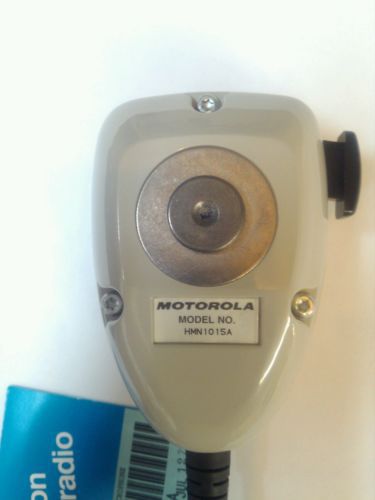 MOTOROLA
MODEL NO.
HMN1015A
on
radio